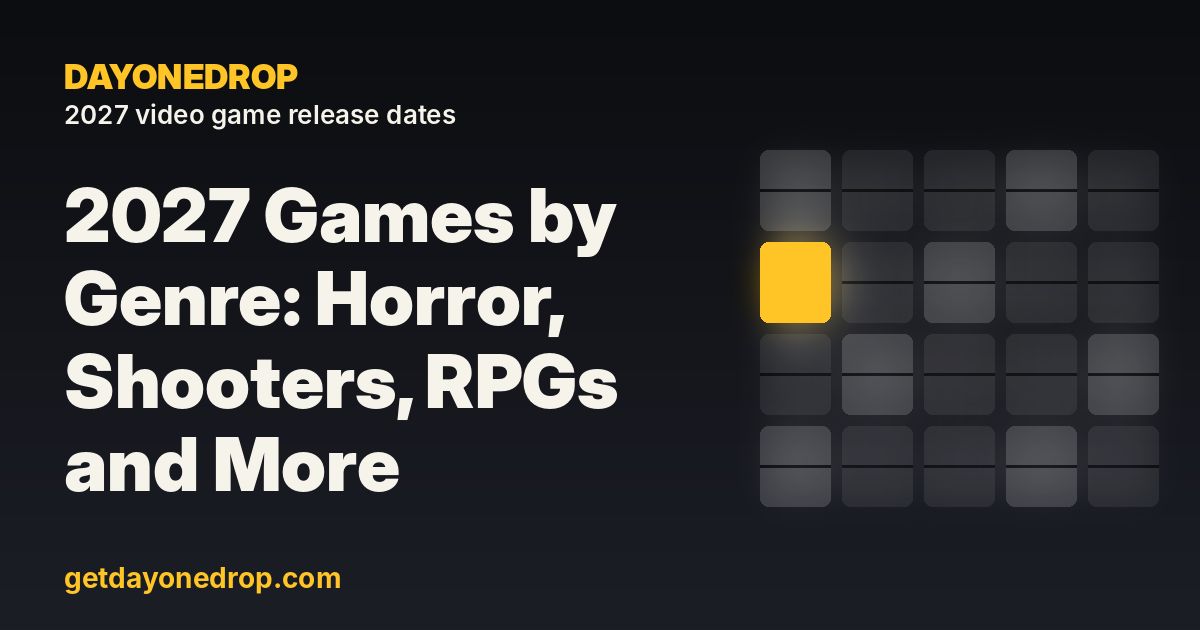 DAYONEDROP
2027 video game release dates
2027 Games by
Genre: Horror,
Shooters, RPGs
and More
getdayonedrop.com